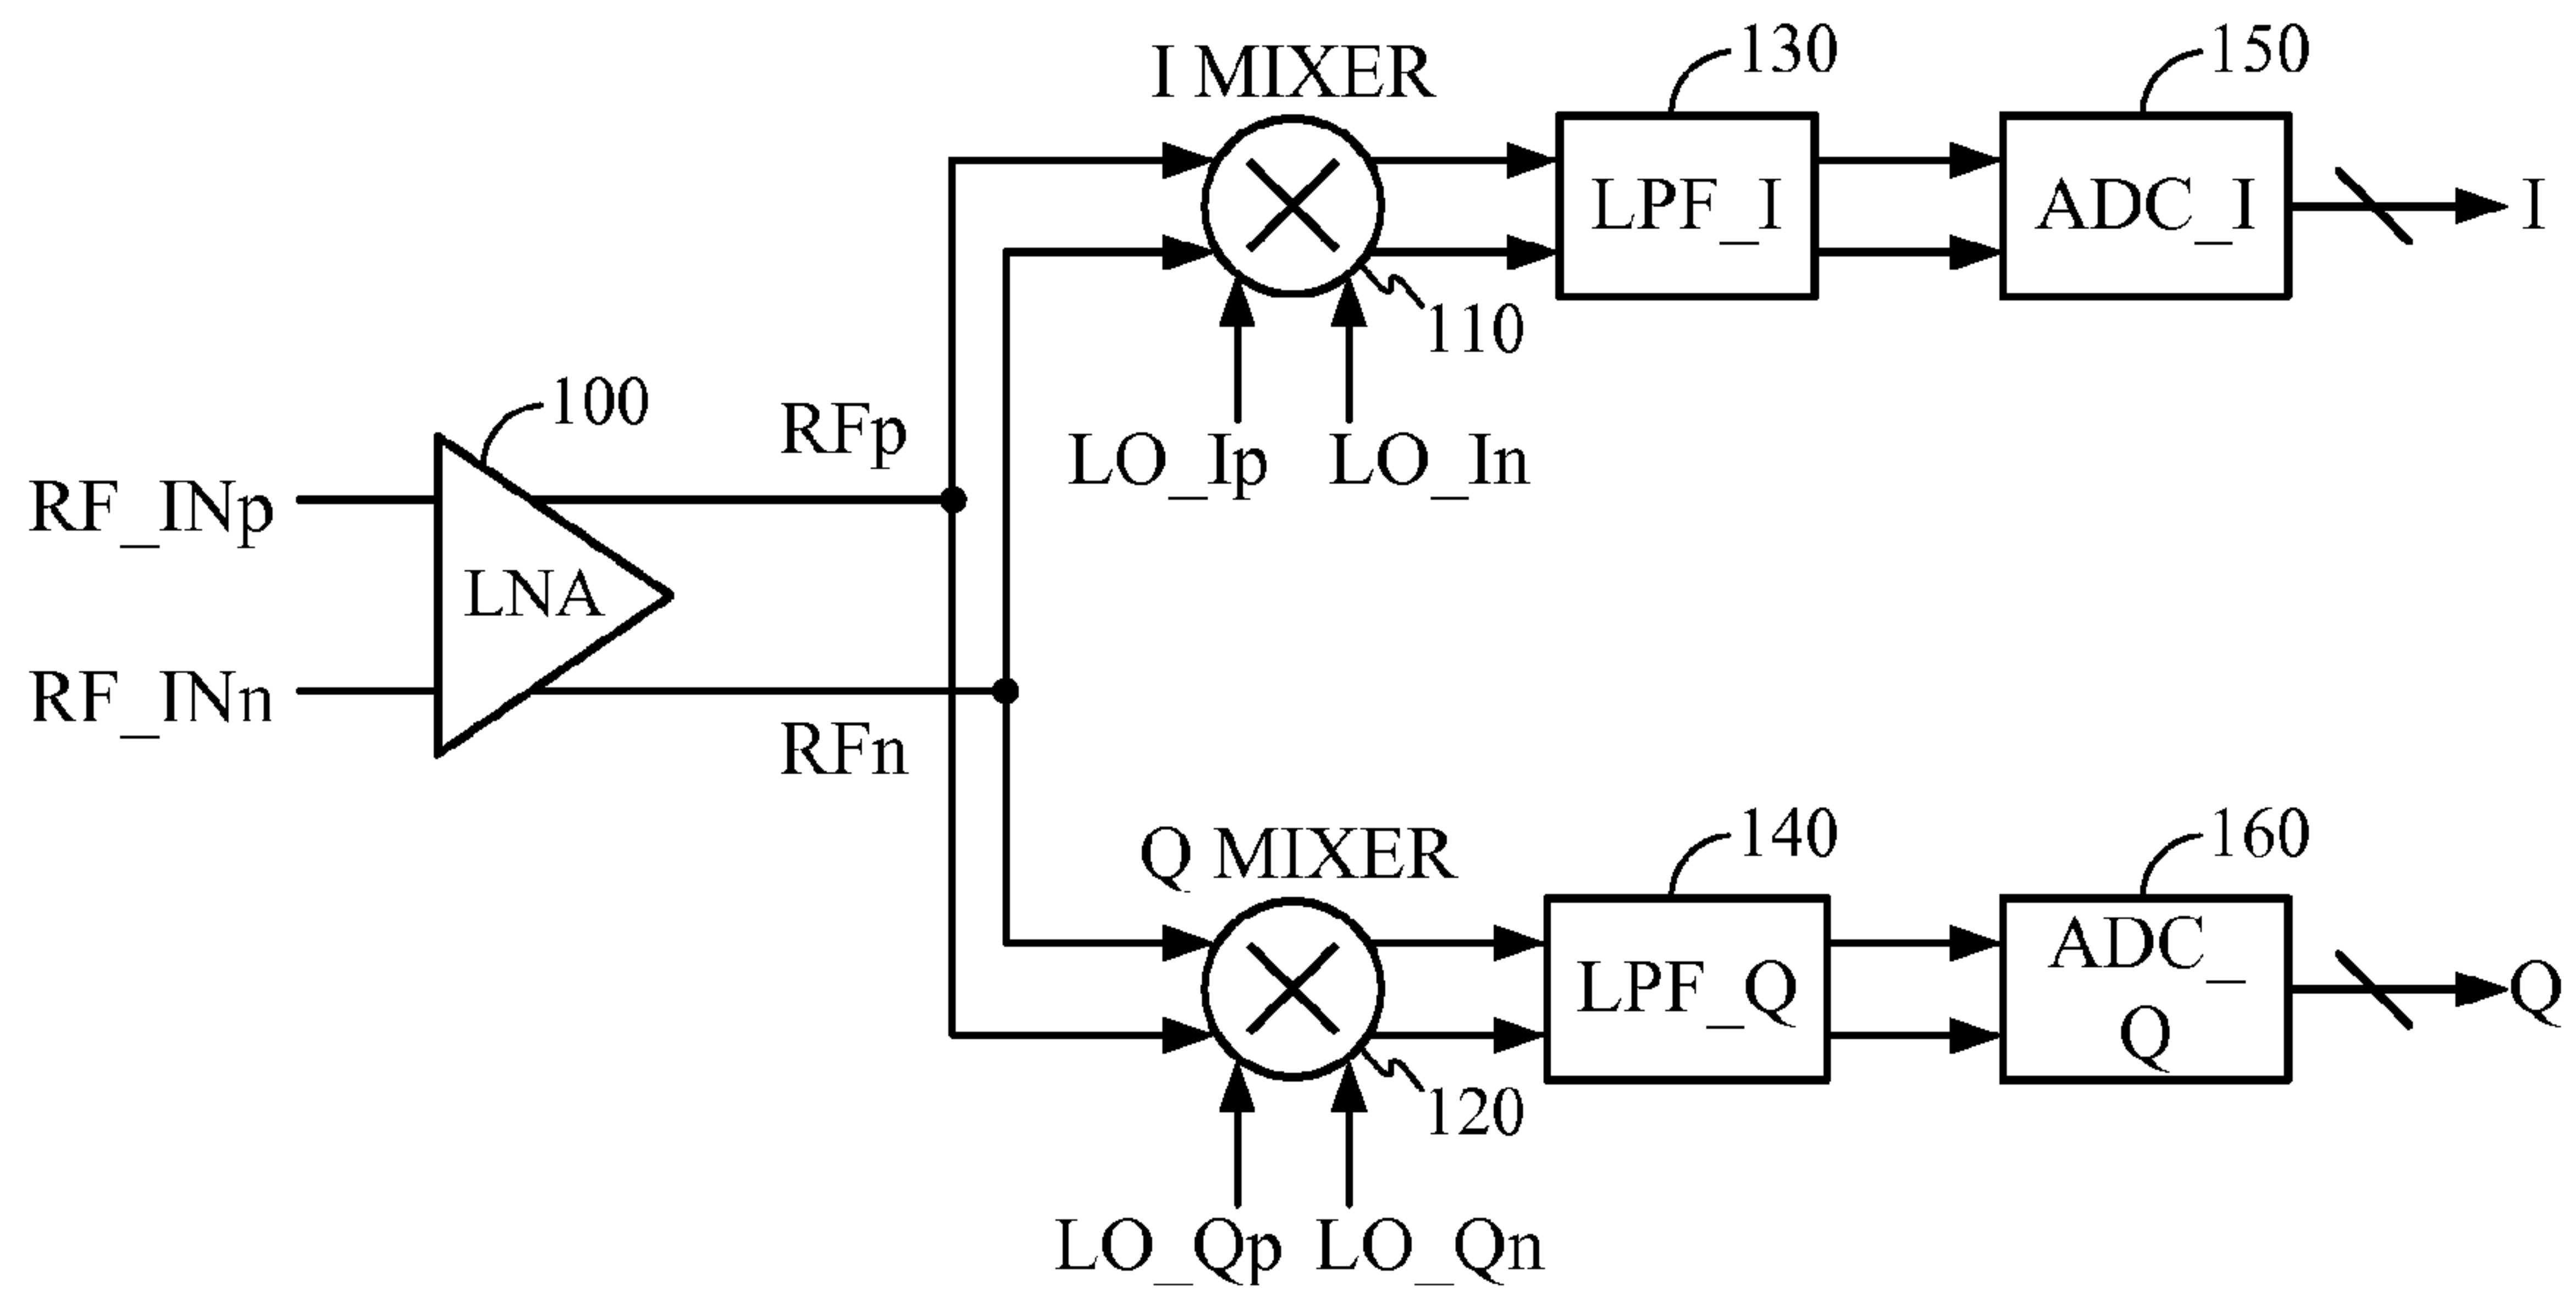 I MIXER
130
150
LPF_I
ADC_I
I
110
LO_Ip
LO_In
100
RFp
RF_INp
LNA
RF_INn
RFn
Q MIXER
140
160
LPF_Q
ADC_
Q
Q
120
LO_Qp
LO_Qn